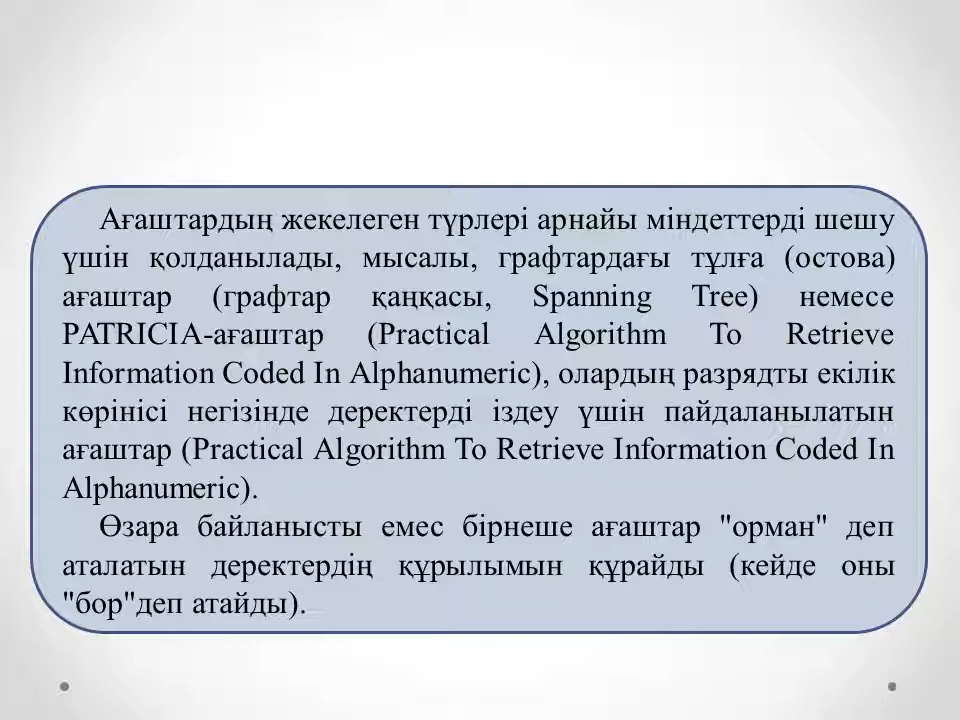 Ағаштардың жекелеген түрлері арнайы міндеттерді шешу
үшін қолданылады, мысалы, графтардағы тұлға (остова)
ағаштар (графтар қаңқасы, Spanning Tree) немесе
PATRICIA-ағаштар (Practical Algorithm To Retrieve
Information Coded In Alphanumeric), олардың разрядты екілік
көрінісі негізінде деректерді іздеу үшін пайдаланылатын
ағаштар (Practical Algorithm To Retrieve Information Coded In
Alphanumeric).
Өзара байланысты емес бірнеше ағаштар "орман" деп
аталатын деректердің құрылымын құрайды (кейде оны
"бор"деп атайды).